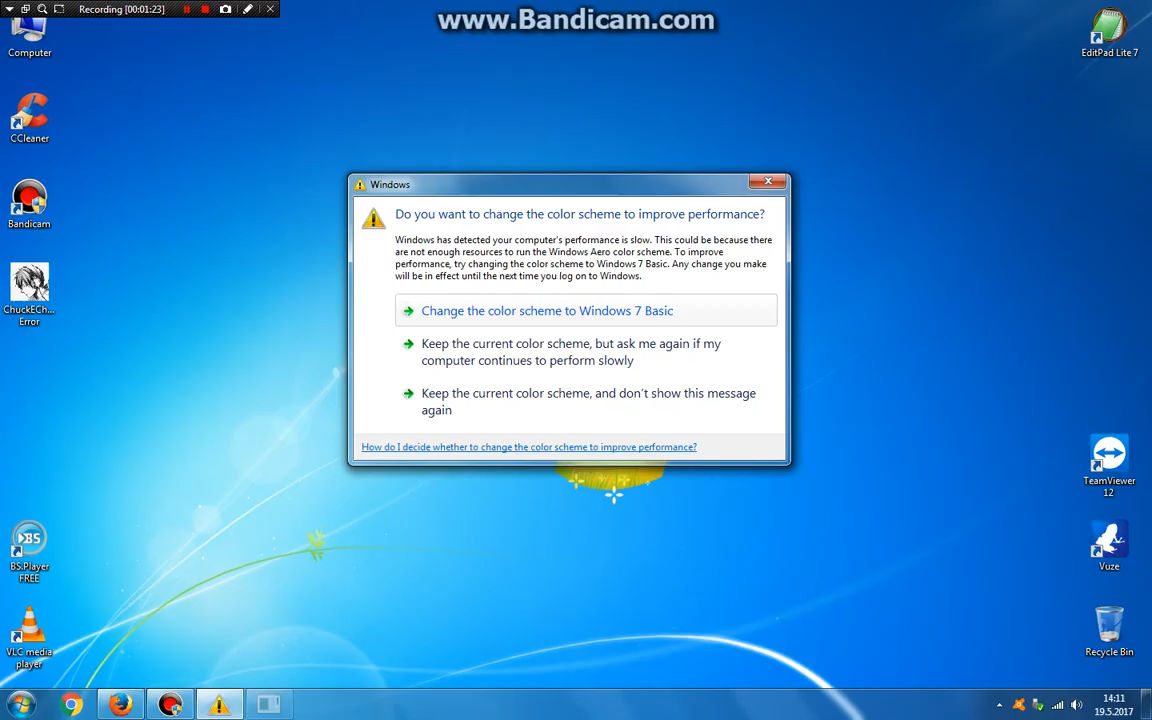 Recording [00:01:23]
www.Bandicam.com
Computer
CCleaner
Bandicam
ChuckECh...
Error
BS.Player
FREE
VLC media
player
EditPad Lite 7
TeamViewer
12
Vuze
Recycle Bin
Windows
Do you want to change the color scheme to improve performance?
Windows has detected your computer's performance is slow. This could be because there
are not enough resources to run the Windows Aero color scheme. To improve
performance, try changing the color scheme to Windows 7 Basic. Any change you make
will be in effect until the next time you log on to Windows.
Change the color scheme to Windows 7 Basic
Keep the current color scheme, but ask me again if my
computer continues to perform slowly
Keep the current color scheme, and don't show this message
again
How do I decide whether to change the color scheme to improve performance?
BS
14:11
19.5.2017